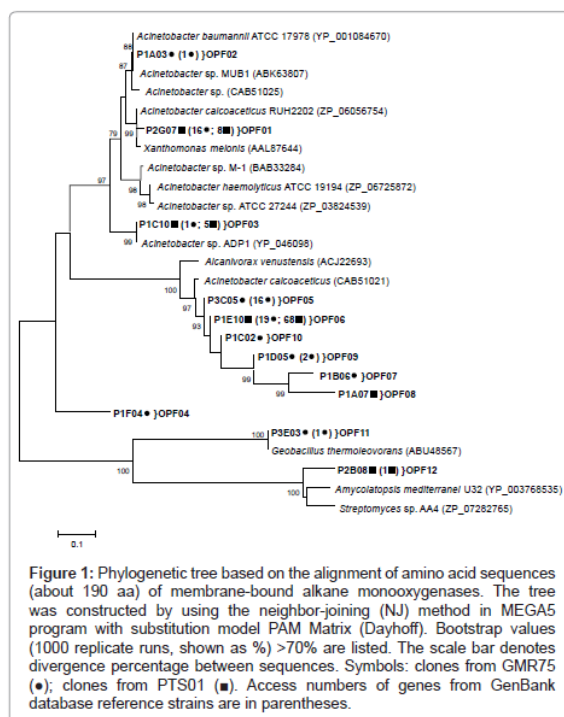 Acinetobacter baumannii ATCC 17978 (YP_001084670)
88
P1A03● (1●) }OPF02
87
Acinetobacter sp. MUB1 (ABK63807)
Acinetobacter sp. (CAB51025)
Acinetobacter calcoaceticus RUH2202 (ZP_06056754)
79
99
P2G07■ (16●; 8■) }OPF01
Xanthomonas melonis (AAL87644)
Acinetobacter sp. M-1 (BAB33284)
97
98
Acinetobacter haemolyticus ATCC 19194 (ZP_06725872)
98
Acinetobacter sp. ATCC 27244 (ZP_03824539)
P1C10■ (1●; 5■) }OPF03
99
Acinetobacter sp. ADP1 (YP_046098)
Alcanivorax venustensis (ACJ22693)
100
Acinetobacter calcoaceticus (CAB51021)
97
P3C05● (16●) }OPF05
93
P1E10■ (19●; 68■) }OPF06
P1C02● }OPF10
P1D05● (2●) }OPF09
99
P1B06● }OPF07
99
P1A07■ }OPF08
P1F04● }OPF04
100
P3E03● (1●) }OPF11
Geobacillus thermoleovorans (ABU48567)
100
P2B08■ (1■) }OPF12
100
Amycolatopsis mediterranei U32 (YP_003768535)
Streptomyces sp. AA4 (ZP_07282765)
0.1
Figure 1: Phylogenetic tree based on the alignment of amino acid sequences
(about 190 aa) of membrane-bound alkane monooxygenases. The tree
was constructed by using the neighbor-joining (NJ) method in MEGA5
program with substitution model PAM Matrix (Dayhoff). Bootstrap values
(1000 replicate runs, shown as %) >70% are listed. The scale bar denotes
divergence percentage between sequences. Symbols: clones from GMR75
(●); clones from PTS01 (■). Access numbers of genes from GenBank
database reference strains are in parentheses.